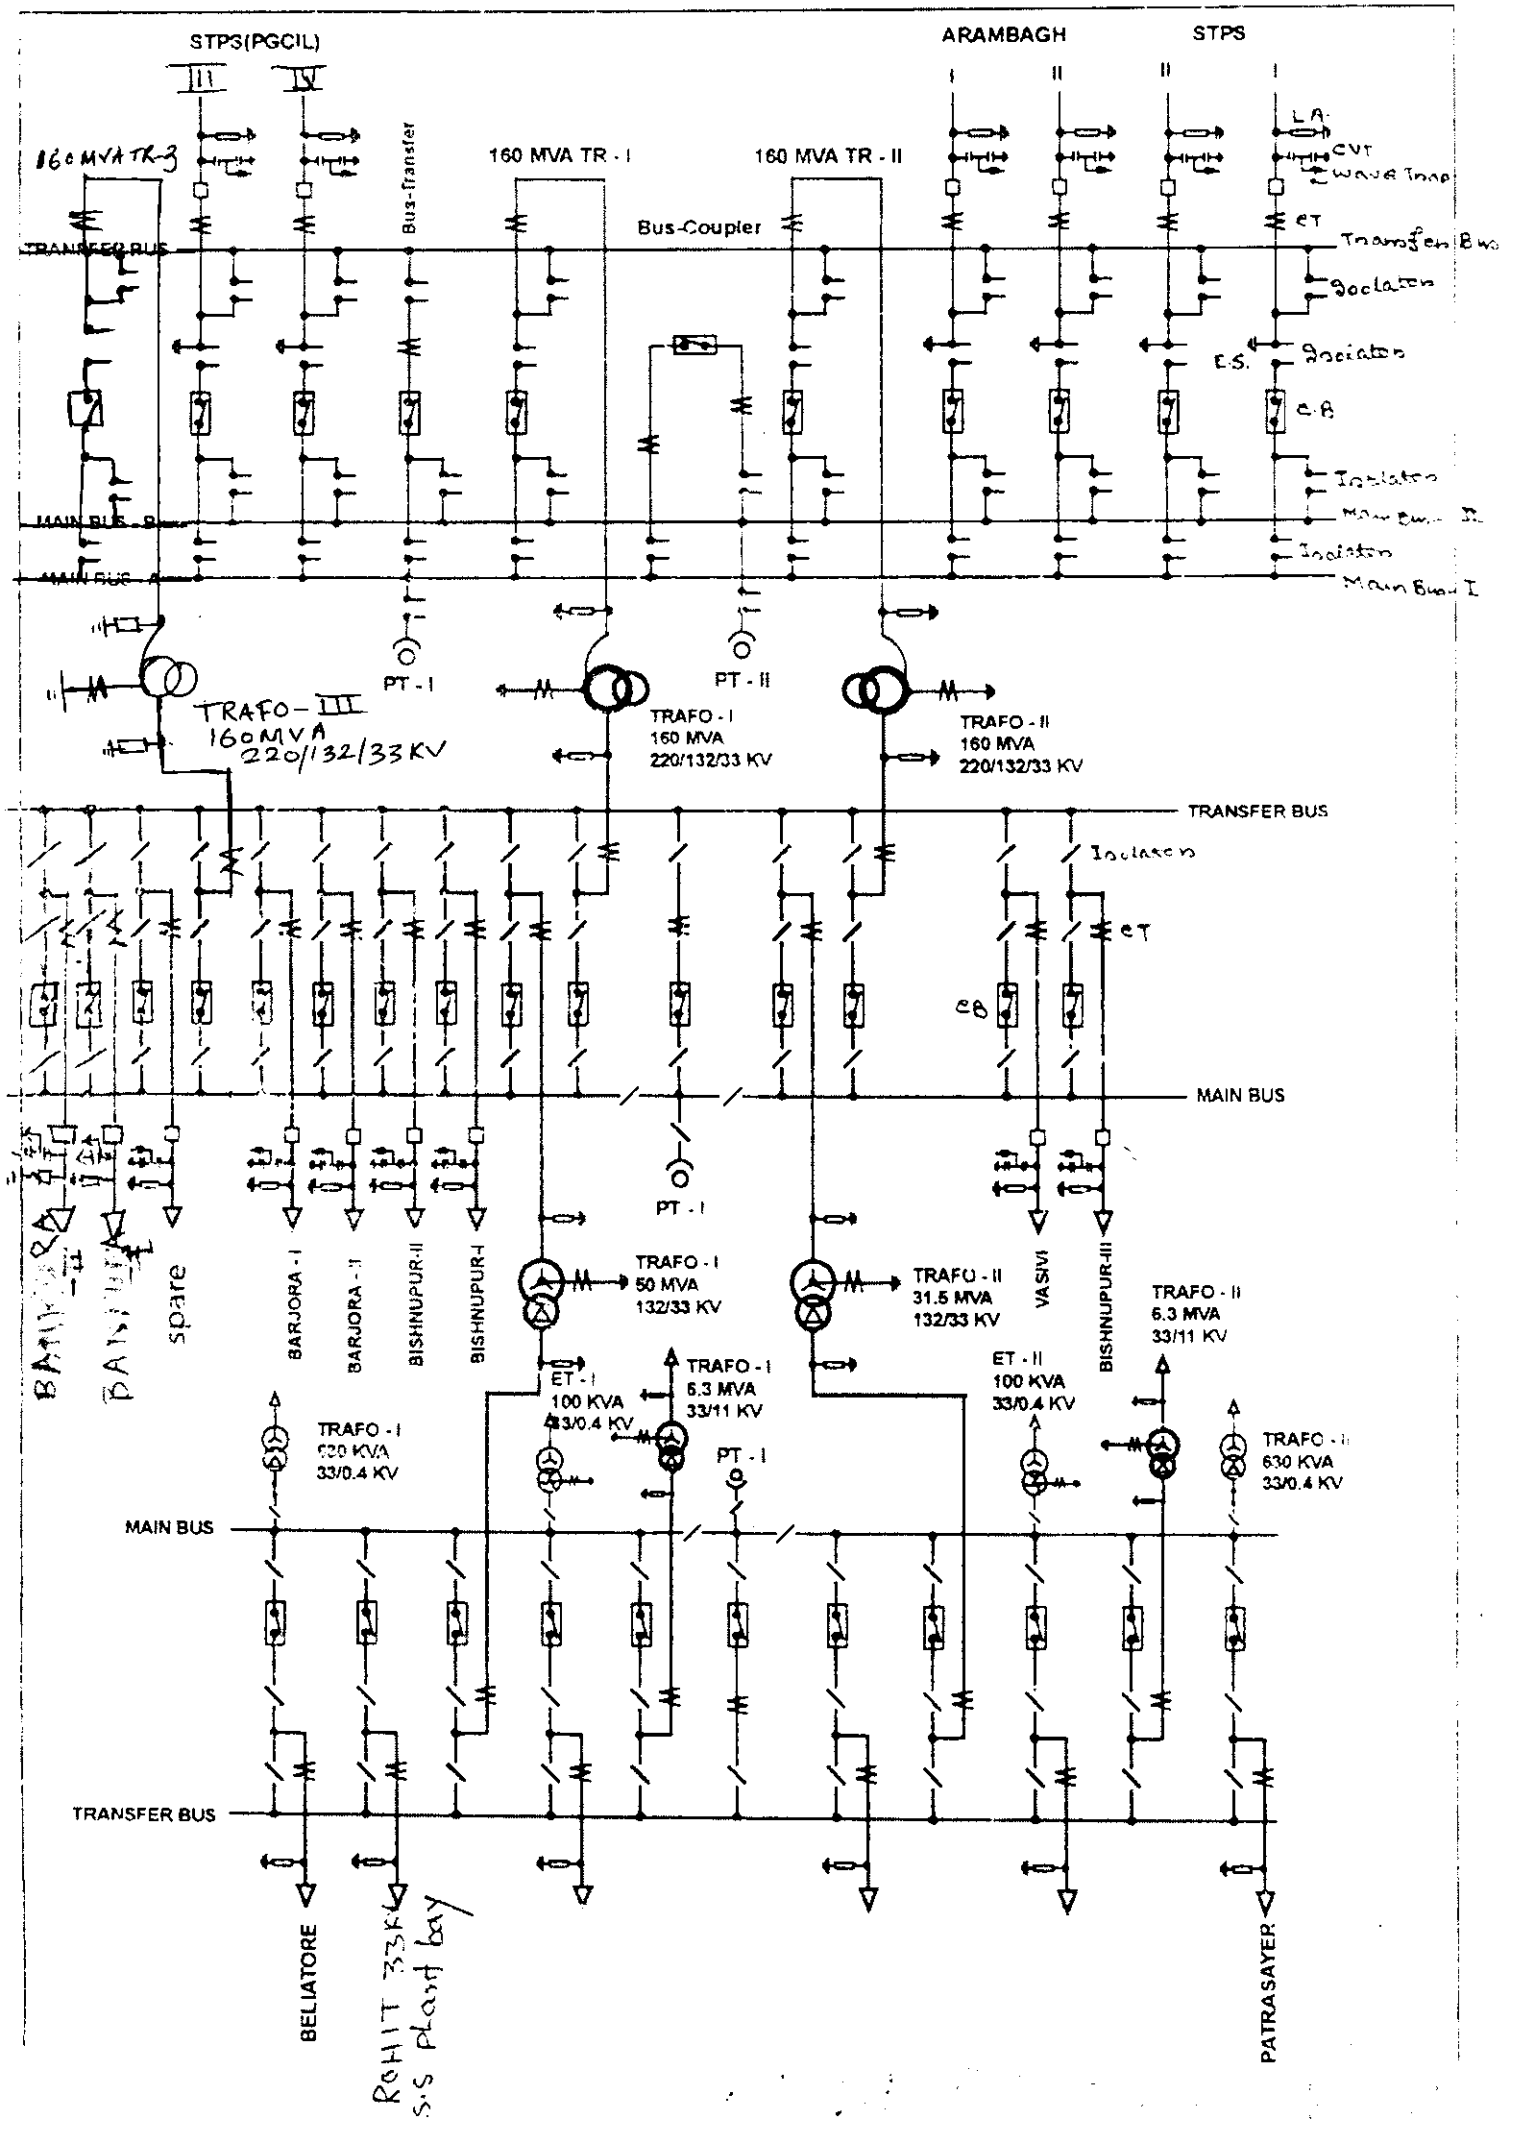 STPS(PGCIL)
ARAMBAGH
STPS
III
IV
I
II
II
I
LA
160 MVA TR-3
Bus-Transfer
160 MVA TR - I
160 MVA TR - II
CVT
Wave Trap
Bus-Coupler
CT
TRANSFER BUS
Transfer Bus
Isolator
E.S.
Isolator
C.B
Isolator
MAIN BUS - B
Main Bus - II
Isolator
MAIN BUS - A
Main Bus - I
PT - I
PT - II
TRAFO - III
160 MVA
220/132/33 KV
TRAFO - I
160 MVA
220/132/33 KV
TRAFO - II
160 MVA
220/132/33 KV
TRANSFER BUS
Isolators
CT
CB
MAIN BUS
PT - I
BANKURA
- II
BANKURA
I
spare
BARJORA - I
BARJORA - II
BISHNUPUR-II
BISHNUPUR-I
TRAFO - I
50 MVA
132/33 KV
TRAFO - II
31.5 MVA
132/33 KV
VASIVI
BISHNUPUR-III
TRAFO - II
6.3 MVA
33/11 KV
ET - I
100 KVA
33/0.4 KV
TRAFO - I
6.3 MVA
33/11 KV
ET - II
100 KVA
33/0.4 KV
TRAFO - I
630 KVA
33/0.4 KV
PT - I
TRAFO - II
630 KVA
33/0.4 KV
MAIN BUS
TRANSFER BUS
BELIATORE
ROHIT 33KV
S.S plant bay
PATRASAYER